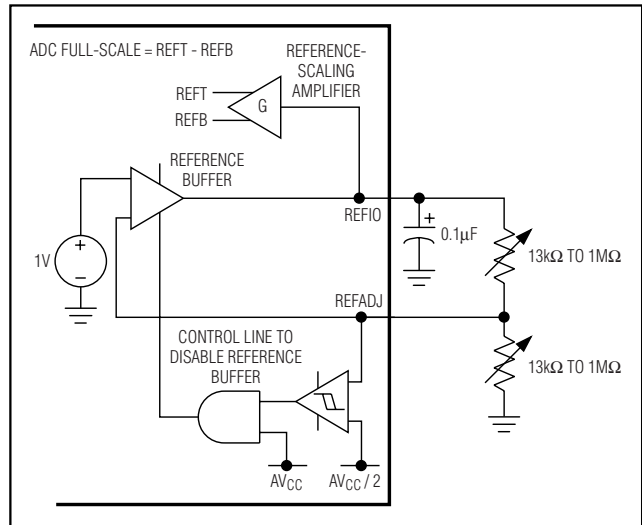 ADC FULL-SCALE = REFT - REFB
REFERENCE-
SCALING
AMPLIFIER
REFT
REFB
G
REFERENCE
BUFFER
REFIO
+
0.1µF
13kΩ TO 1MΩ
1V
+
−
REFADJ
CONTROL LINE TO
DISABLE REFERENCE
BUFFER
13kΩ TO 1MΩ
AVCC
AVCC / 2